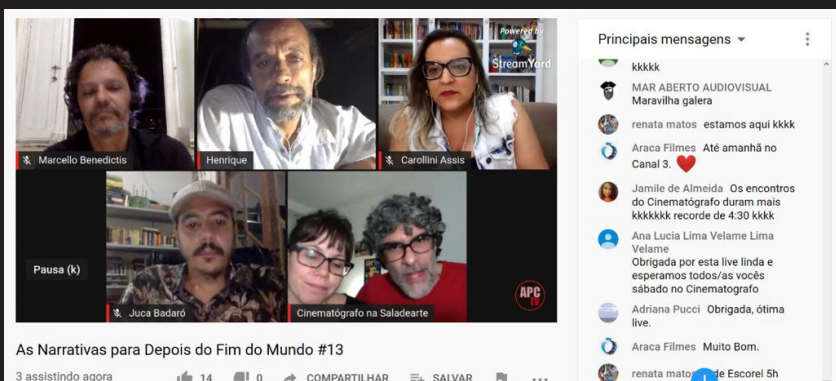 Powered by
StreamYard
Marcello Benedictis
Henrique
Carollini Assis
Pausa (k)
Juca Badaró
Cinematógrafo na Saladearte
APC
TV
As Narrativas para Depois do Fim do Mundo #13
3 assistindo agora
14
0
COMPARTILHAR
SALVAR
Principais mensagens
kkkkk
MAR ABERTO AUDIOVISUAL
Maravilha galera
renata matos estamos aqui kkkk
Araca Filmes Até amanhã no
Canal 3.
Jamile de Almeida Os encontros
do Cinematógrafo duram mais
kkkkkkk recorde de 4:30 kkkk
Ana Lucia Lima Velame Lima
Velame
Obrigada por esta live linda e
esperamos todos/as vocês
sábado no Cinematografo
Adriana Pucci Obrigada, ótima
live.
Araca Filmes Muito Bom.
renata matos de Escorel 5h